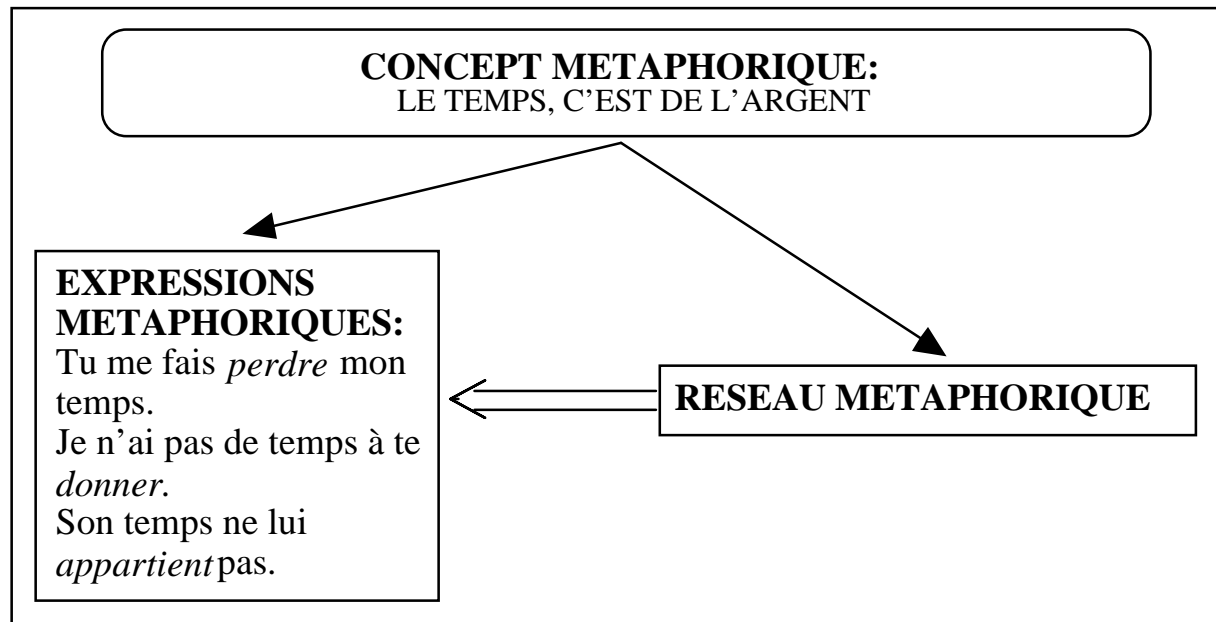 CONCEPT METAPHORIQUE:
LE TEMPS, C'EST DE L'ARGENT
EXPRESSIONS
METAPHORIQUES:
Tu me fais perdre mon
temps.
Je n'ai pas de temps à te
donner.
Son temps ne lui
appartient pas.
RESEAU METAPHORIQUE